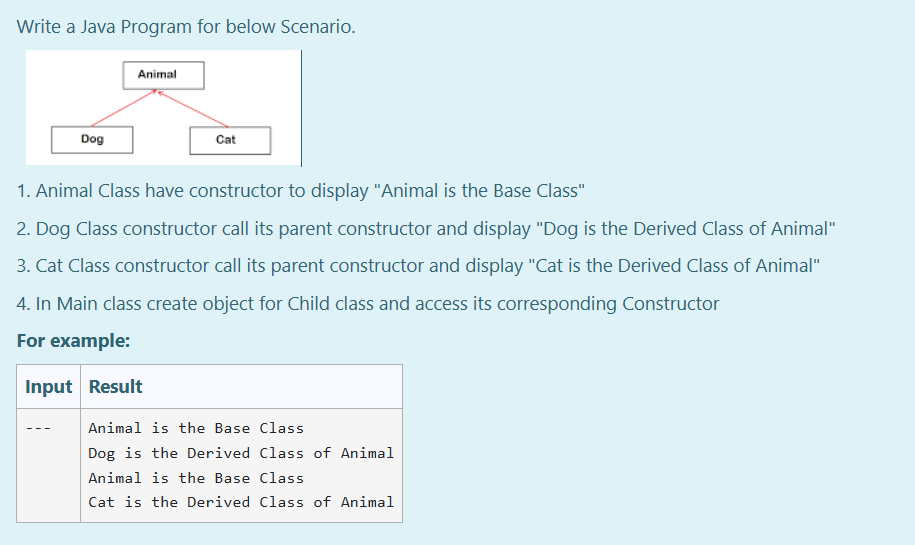 Write a Java Program for below Scenario.
Animal
Dog
Cat
1. Animal Class have constructor to display "Animal is the Base Class"
2. Dog Class constructor call its parent constructor and display "Dog is the Derived Class of Animal"
3. Cat Class constructor call its parent constructor and display "Cat is the Derived Class of Animal"
4. In Main class create object for Child class and access its corresponding Constructor
For example:
Input Result
--- Animal is the Base Class
Dog is the Derived Class of Animal
Animal is the Base Class
Cat is the Derived Class of Animal